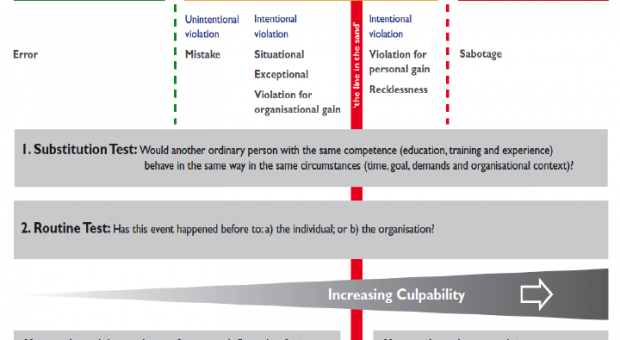 Unintentional
violation
Intentional
violation
Intentional
violation
Error
Mistake
Situational
Exceptional
Violation for
organisational gain
'the line in the sand'
Violation for
personal gain
Recklessness
Sabotage
1. Substitution Test: Would another ordinary person with the same competence (education, training and experience)
behave in the same way in the same circumstances (time, goal, demands and organisational context)?
2. Routine Test: Has this event happened before to: a) the individual; or b) the organisation?
Increasing Culpability